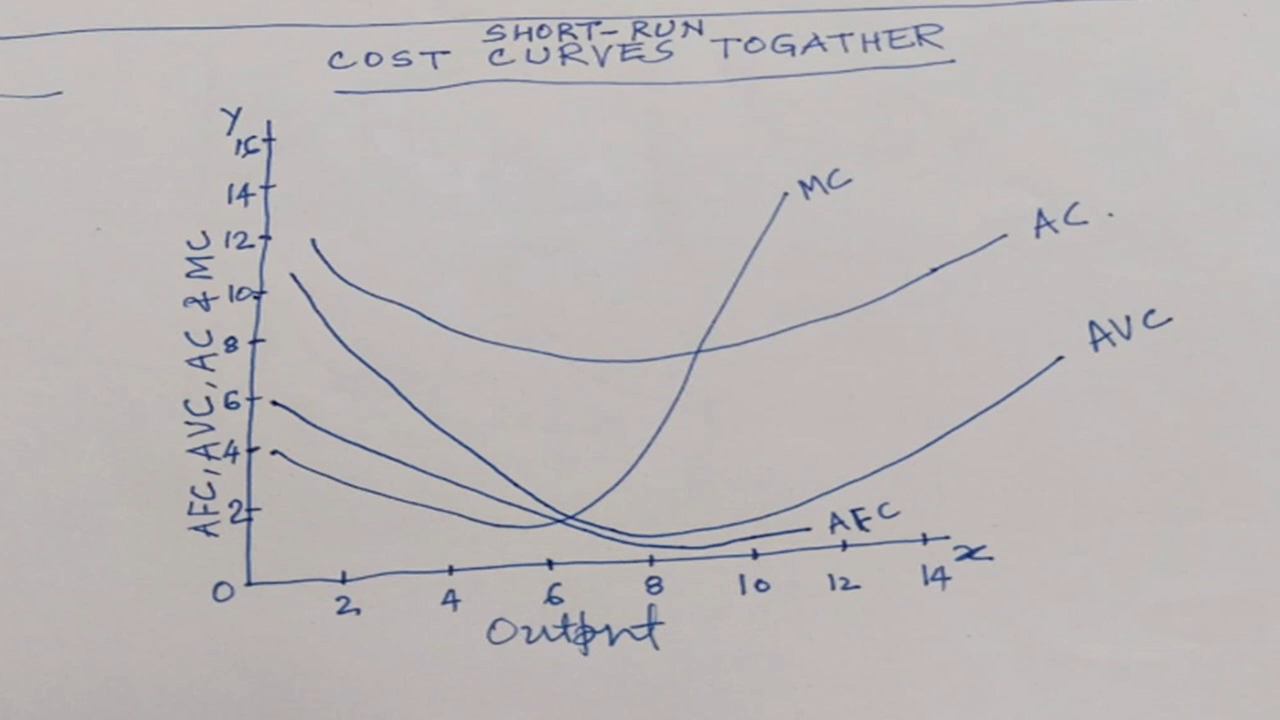 SHORT-RUN
COST CURVES TOGATHER
Y
16
14
12
10
8
6
4
2
0
AFC, AVC, AC & MC
MC
AC.
AVC
AFC
x
2 4 6 8 10 12 14
Output